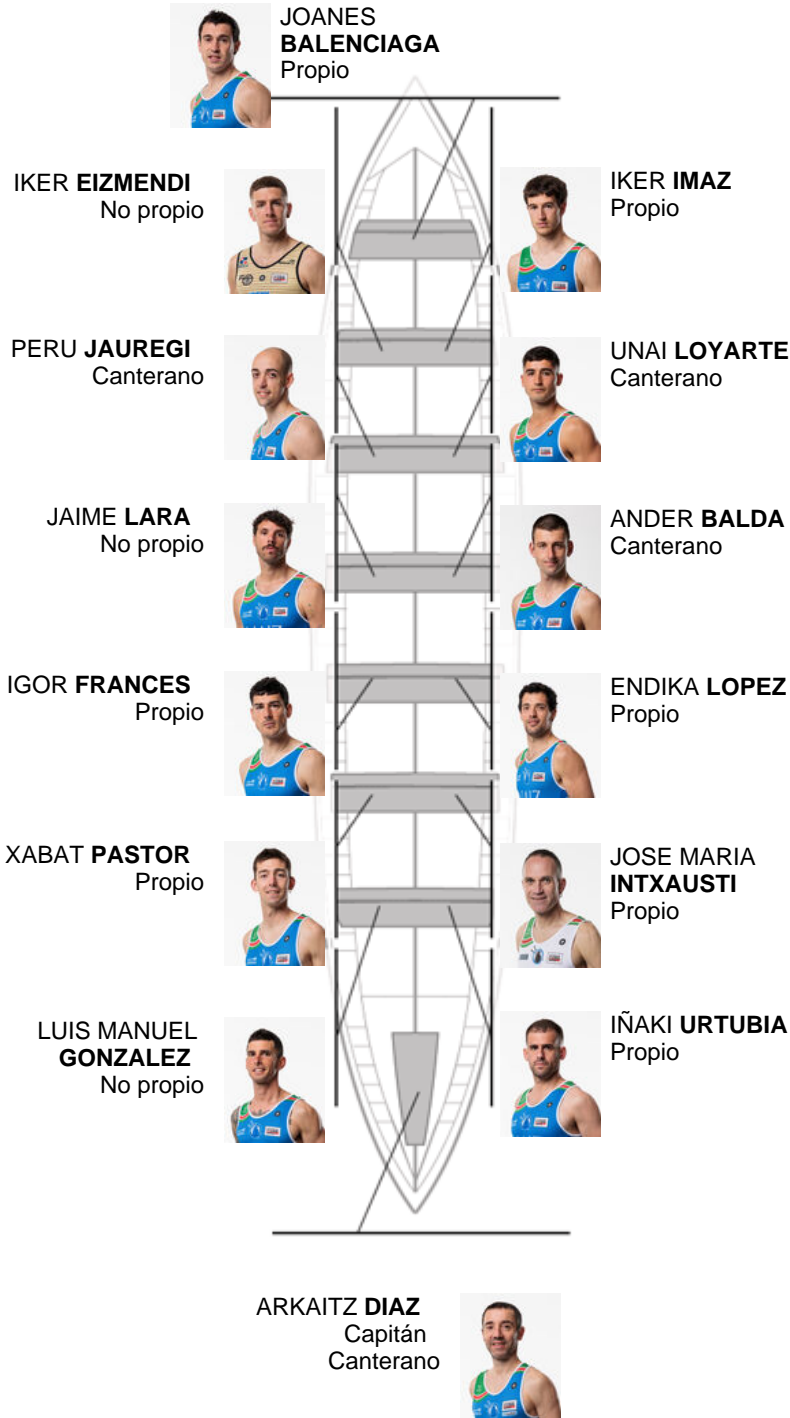 JOANES
BALENCIAGA
Propio
IKER EIZMENDI
No propio
IKER IMAZ
Propio
PERU JAUREGI
Canterano
UNAI LOYARTE
Canterano
JAIME LARA
No propio
ANDER BALDA
Canterano
IGOR FRANCES
Propio
ENDIKA LOPEZ
Propio
XABAT PASTOR
Propio
JOSE MARIA
INTXAUSTI
Propio
LUIS MANUEL
GONZALEZ
No propio
IÑAKI URTUBIA
Propio
ARKAITZ DIAZ
Capitán
Canterano